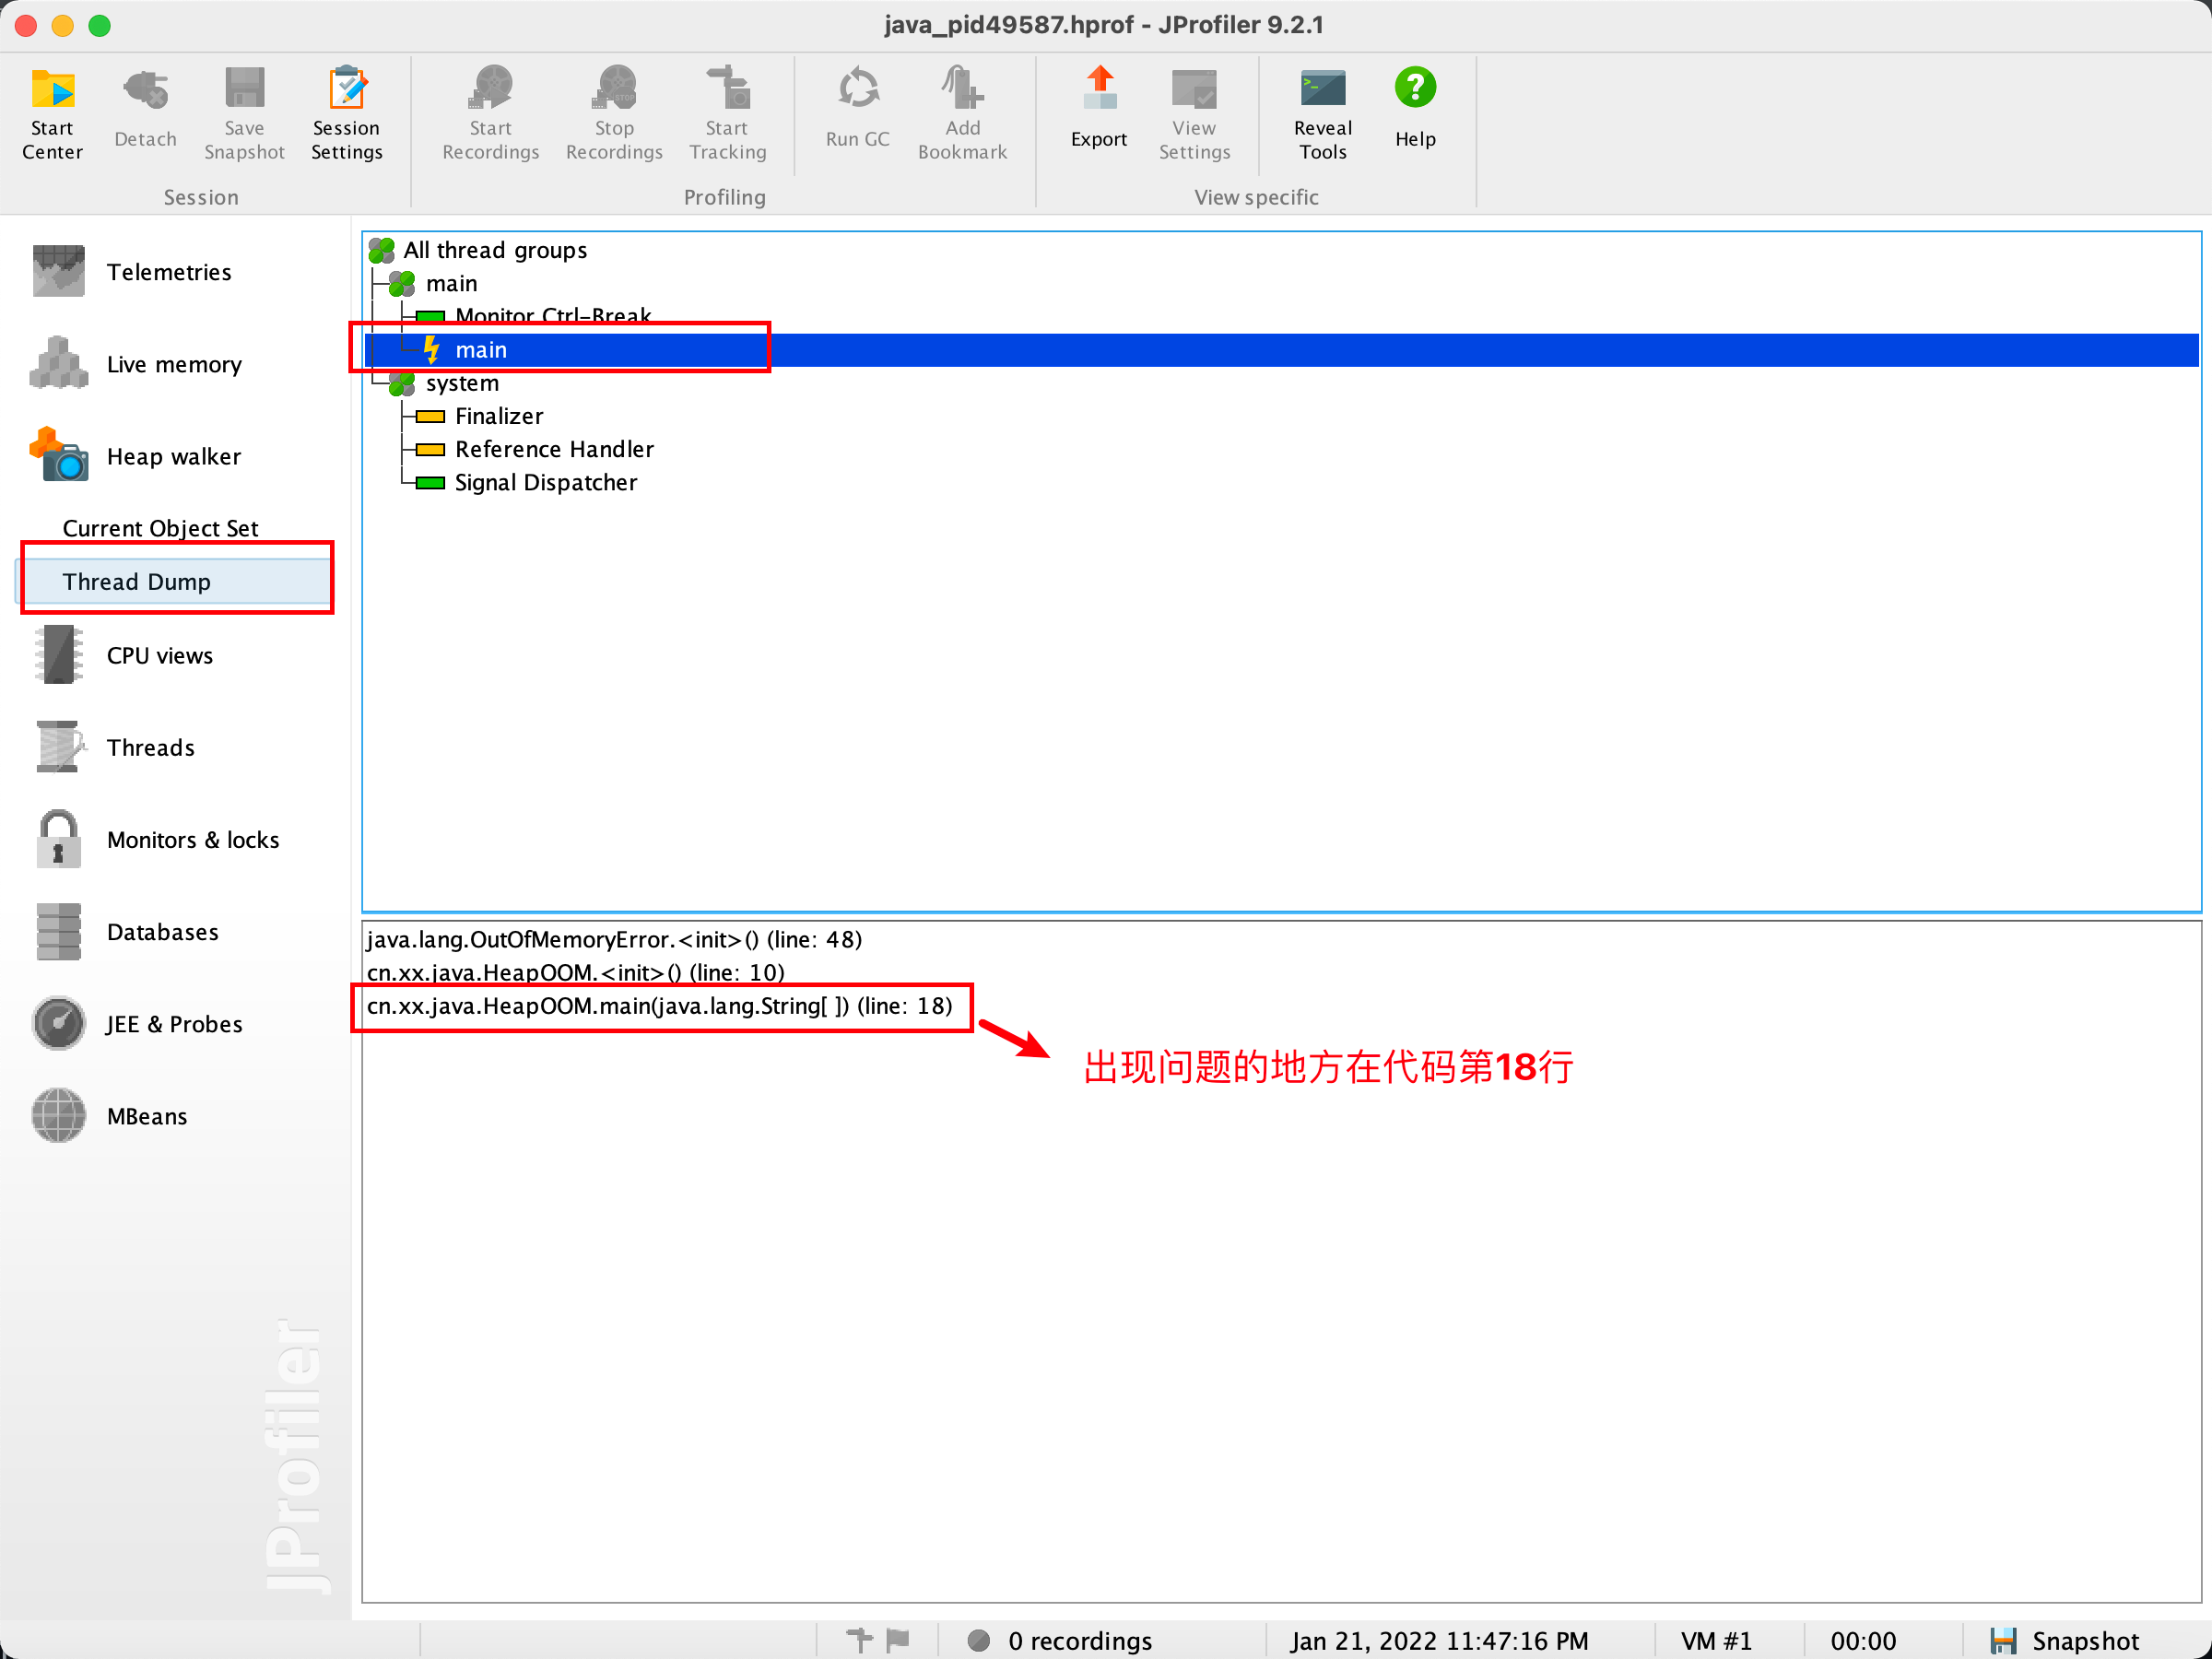 java_pid49587.hprof - JProfiler 9.2.1
Start Center
Detach
Save Snapshot
Session Settings
Start Recordings
Stop Recordings
Start Tracking
Run GC
Add Bookmark
Export
View Settings
Reveal Tools
Help
Session
Profiling
View specific
Telemetries
Live memory
Heap walker
Current Object Set
Thread Dump
CPU views
Threads
Monitors & locks
Databases
JEE & Probes
MBeans
JProfiler
All thread groups
main
Monitor Ctrl-Break
main
system
Finalizer
Reference Handler
Signal Dispatcher
java.lang.OutOfMemoryError.<init>() (line: 48)
cn.xx.java.HeapOOM.<init>() (line: 10)
cn.xx.java.HeapOOM.main(java.lang.String[ ]) (line: 18)
出现问题的地方在代码第18行
0 recordings
Jan 21, 2022 11:47:16 PM
VM #1
00:00
Snapshot